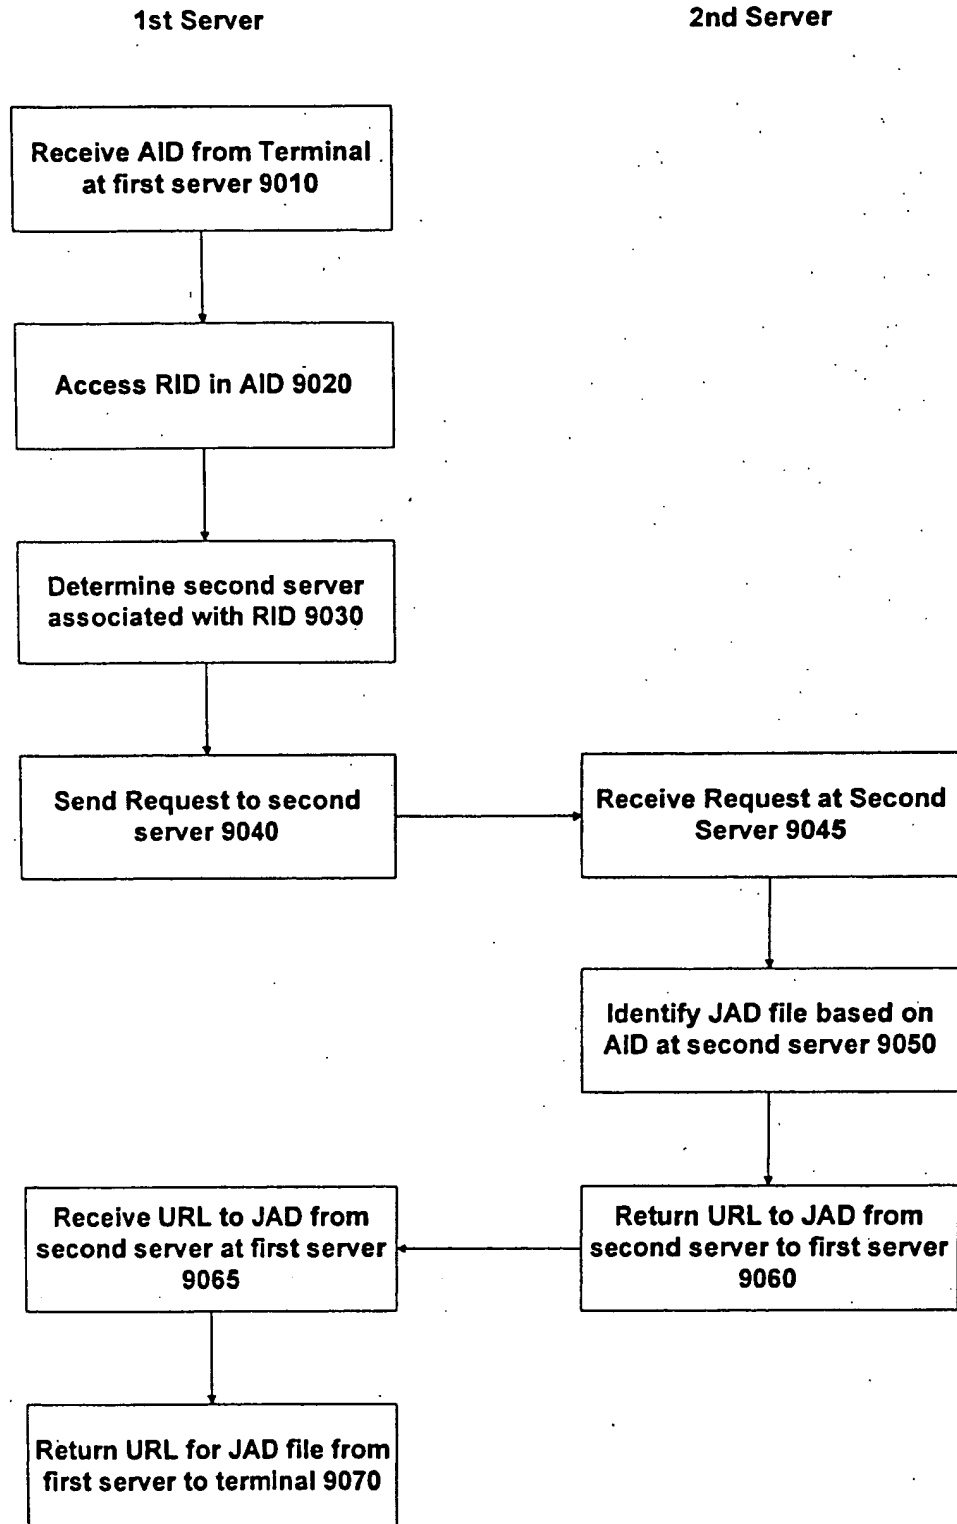 1st Server
2nd Server
Receive AID from Terminal
at first server 9010
Access RID in AID 9020
Determine second server
associated with RID 9030
Send Request to second
server 9040
Receive Request at Second
Server 9045
Identify JAD file based on
AID at second server 9050
Return URL to JAD from
second server to first server
9060
Receive URL to JAD from
second server at first server
9065
Return URL for JAD file from
first server to terminal 9070